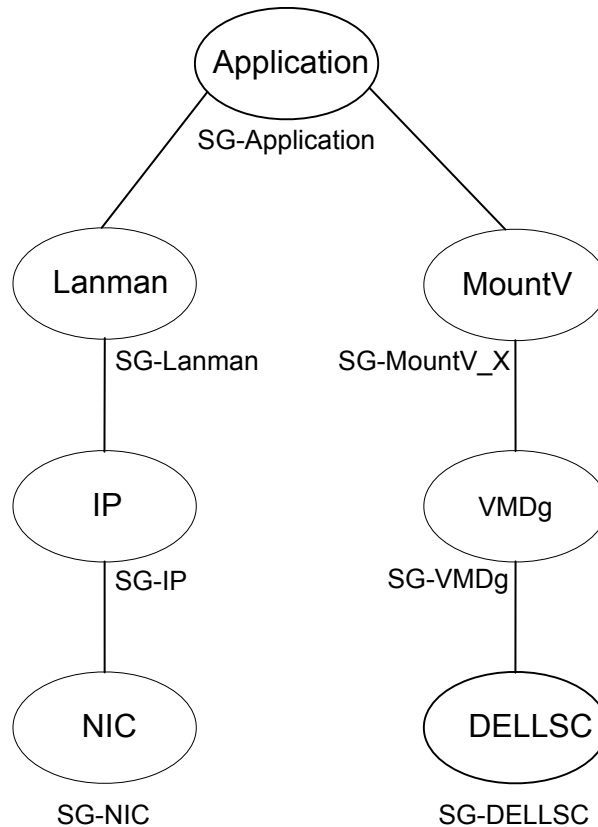 Application
SG-Application
Lanman
MountV
SG-Lanman
SG-MountV_X
IP
VMDg
SG-IP
SG-VMDg
NIC
DELLSC
SG-NIC
SG-DELLSC